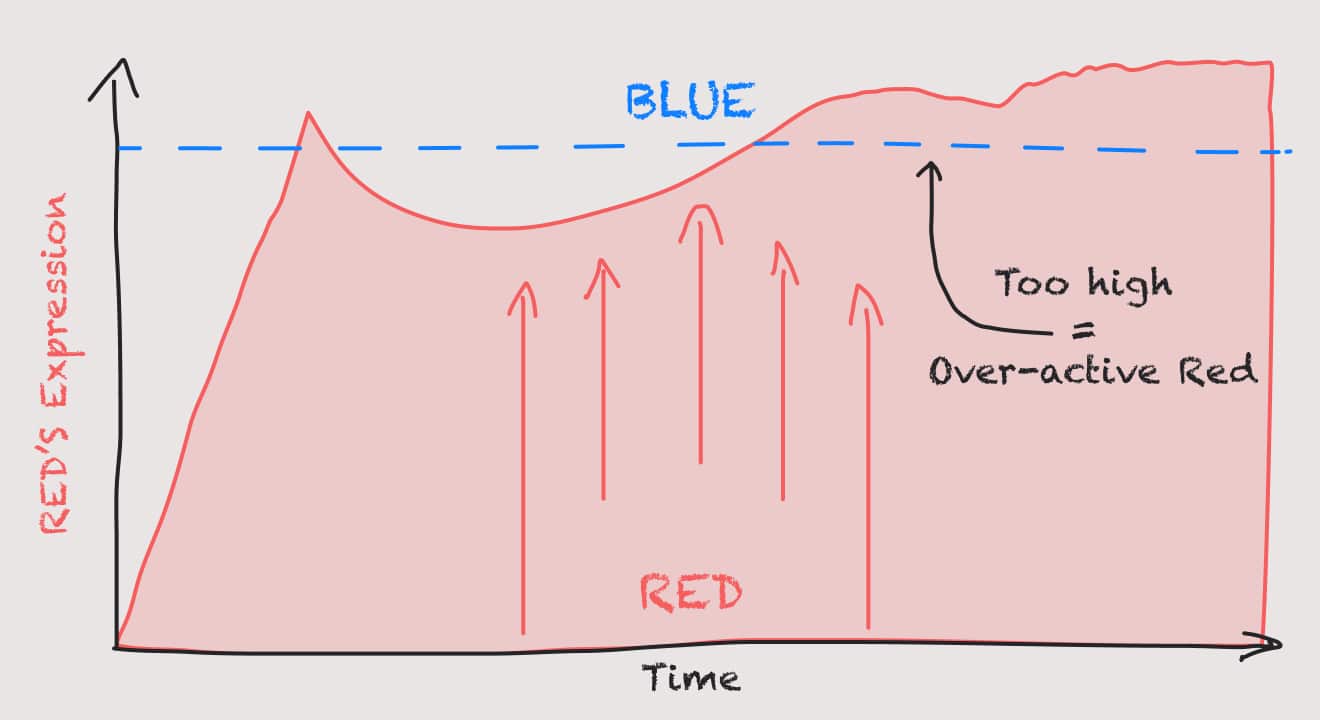 BLUE
RED'S Expression
Too high
=
Over-active Red
RED
Time